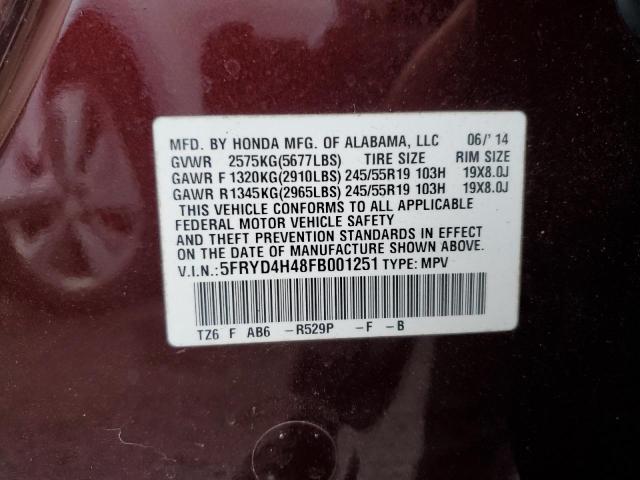 MFD. BY HONDA MFG. OF ALABAMA, LLC 06/'14
GVWR 2575KG(5677LBS) TIRE SIZE RIM SIZE
GAWR F 1320KG(2910LBS) 245/55R19 103H 19X8.0J
GAWR R1345KG(2965LBS) 245/55R19 103H 19X8.0J
THIS VEHICLE CONFORMS TO ALL APPLICABLE
FEDERAL MOTOR VEHICLE SAFETY
AND THEFT PREVENTION STANDARDS IN EFFECT
ON THE DATE OF MANUFACTURE SHOWN ABOVE.
V.I.N.:5FRYD4H48FB001251 TYPE: MPV
TZ6 F AB6 -R529P -F -B